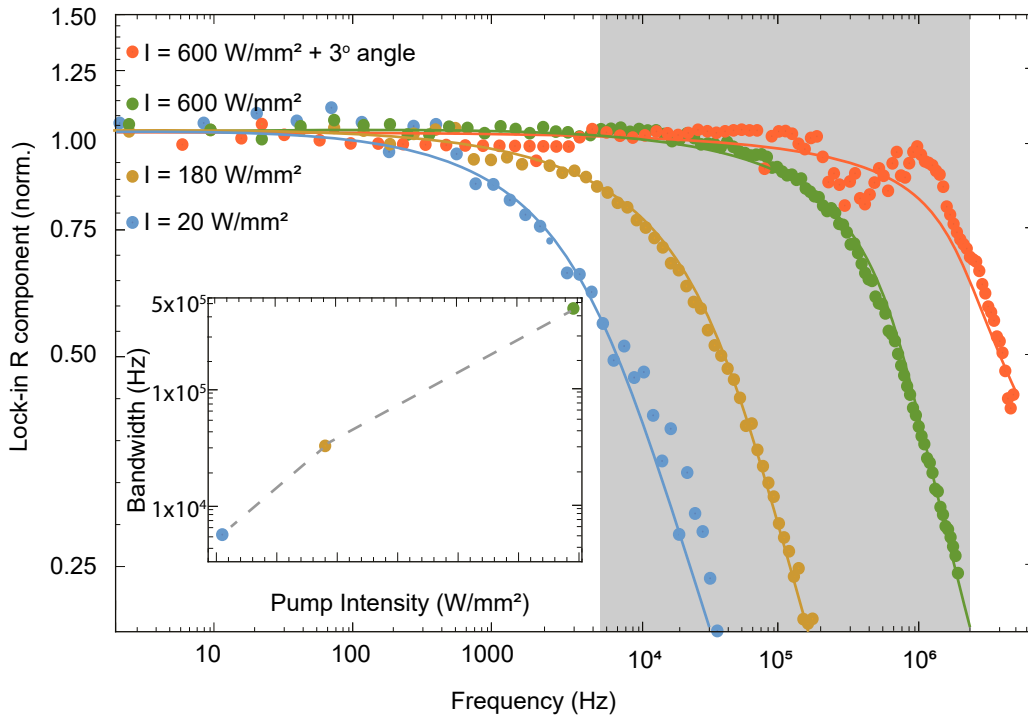 1.50
1.25
1.00
0.75
0.50
0.25
Lock-in R component (norm.)
I = 600 W/mm² + 3° angle
I = 600 W/mm²
I = 180 W/mm²
I = 20 W/mm²
5x10⁵
1x10⁵
1x10⁴
Bandwidth (Hz)
Pump Intensity (W/mm²)
10
100
1000
10⁴
10⁵
10⁶
Frequency (Hz)